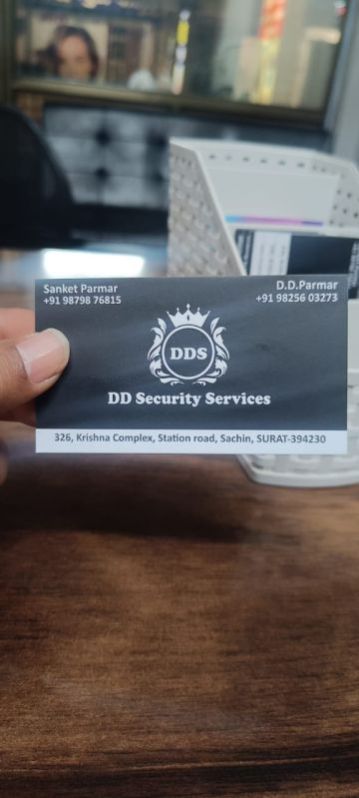 Sanket Parmar
+91 98798 76815
D.D.Parmar
+91 98256 03273
DDS
DD Security Services
326, Krishna Complex, Station road, Sachin, SURAT-394230